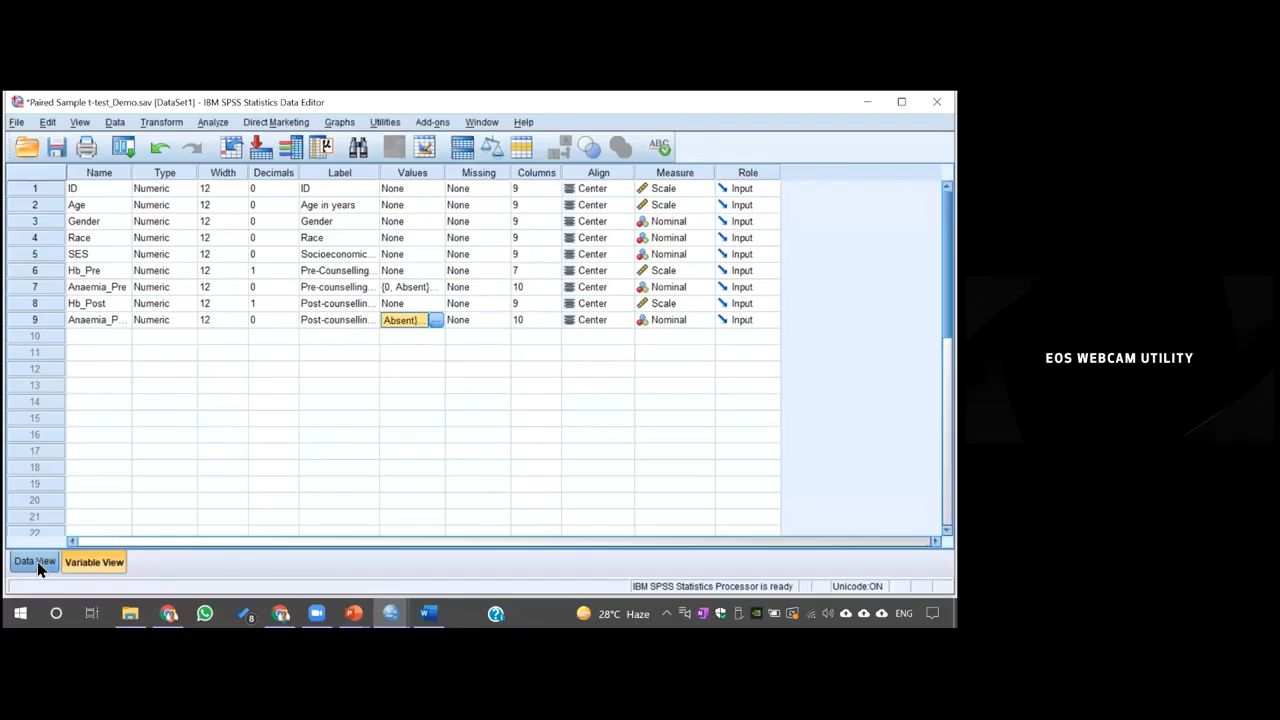 *Paired Sample t-test_Demo.sav [DataSet1] - IBM SPSS Statistics Data Editor
File Edit View Data Transform Analyze Direct Marketing Graphs Utilities Add-ons Window Help
Name Type Width Decimals Label Values Missing Columns Align Measure Role
1 ID Numeric 12 0 ID None None 9 Center Scale Input
2 Age Numeric 12 0 Age in years None None 9 Center Scale Input
3 Gender Numeric 12 0 Gender None None 9 Center Nominal Input
4 Race Numeric 12 0 Race None None 9 Center Nominal Input
5 SES Numeric 12 0 Socioeconomic... None None 9 Center Nominal Input
6 Hb_Pre Numeric 12 1 Pre-Counselling... None None 7 Center Scale Input
7 Anaemia_Pre Numeric 12 0 Pre-counselling... {0, Absent}... None 10 Center Nominal Input
8 Hb_Post Numeric 12 1 Post-counsellin... None None 9 Center Scale Input
9 Anaemia_P... Numeric 12 0 Post-counsellin... Absent}... ... None 10 Center Nominal Input
10
11
12
13
14
15
16
17
18
19
20
21
22
Data View Variable View
IBM SPSS Statistics Processor is ready Unicode:ON
8 28°C Haze ENG
EOS WEBCAM UTILITY